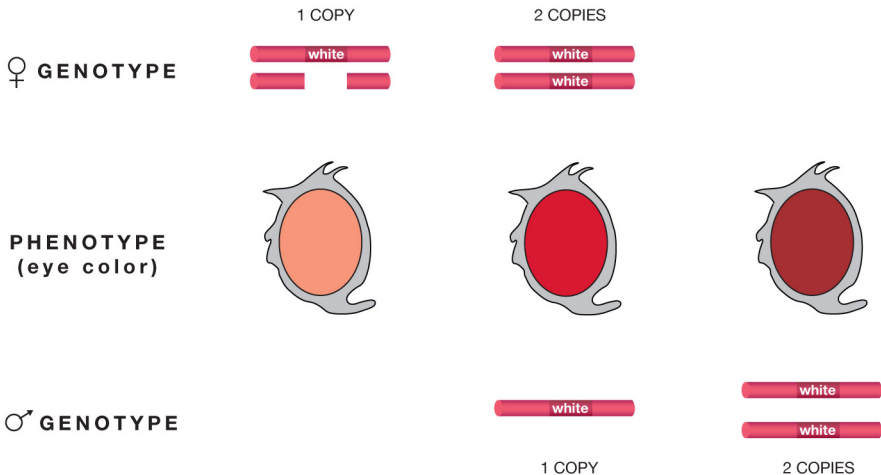 1 COPY
2 COPIES
♀ GENOTYPE
white
white
white
PHENOTYPE
(eye color)
♂ GENOTYPE
white
white
white
1 COPY
2 COPIES